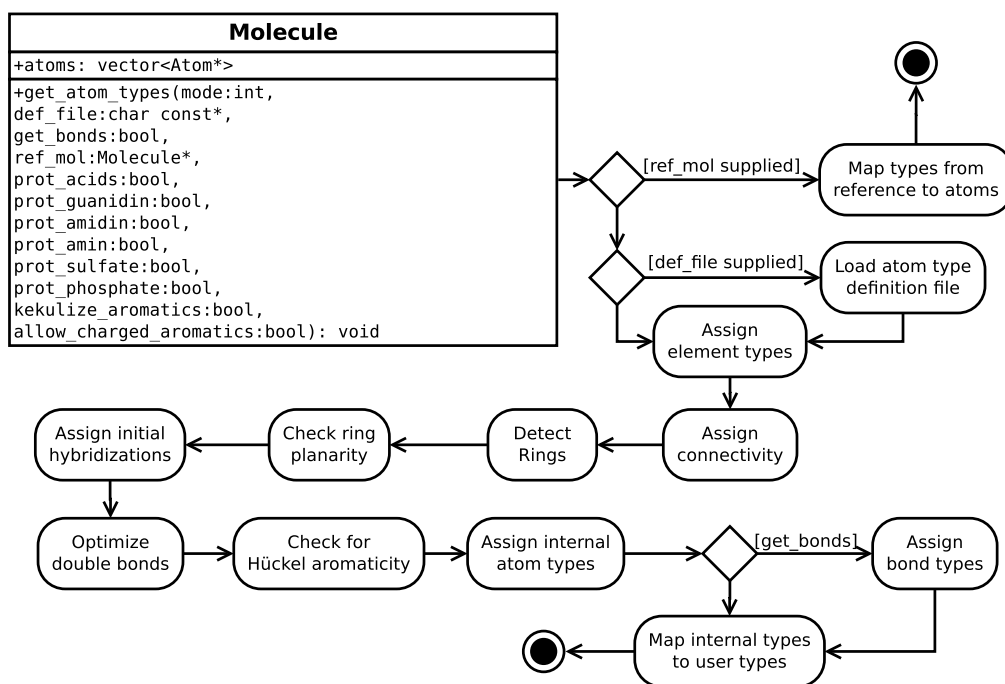 Molecule
+atoms: vector<Atom*>
+get_atom_types(mode:int,
def_file:char const*,
get_bonds:bool,
ref_mol:Molecule*,
prot_acids:bool,
prot_guanidin:bool,
prot_amidin:bool,
prot_amin:bool,
prot_sulfate:bool,
prot_phosphate:bool,
kekulize_aromatics:bool,
allow_charged_aromatics:bool): void
[ref_mol supplied]
Map types from
reference to atoms
[def_file supplied]
Load atom type
definition file
Assign
element types
Assign
connectivity
Detect
Rings
Check ring
planarity
Assign initial
hybridizations
Optimize
double bonds
Check for
Hückel aromaticity
Assign internal
atom types
[get_bonds]
Assign
bond types
Map internal types
to user types